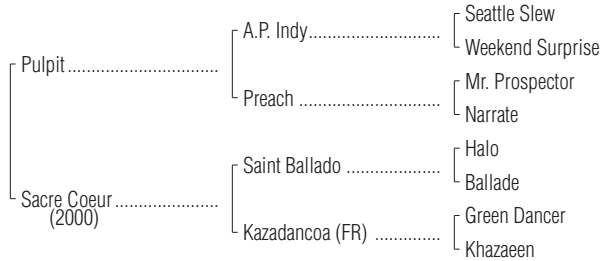 Seattle Slew
A.P. Indy..................................
Weekend Surprise
Pulpit ......................................
Mr. Prospector
Preach ....................................
Narrate
Halo
Saint Ballado .........................
Ballade
Sacre Coeur ...........................
(2000)
Green Dancer
Kazadancoa (FR) ..................
Khazaeen